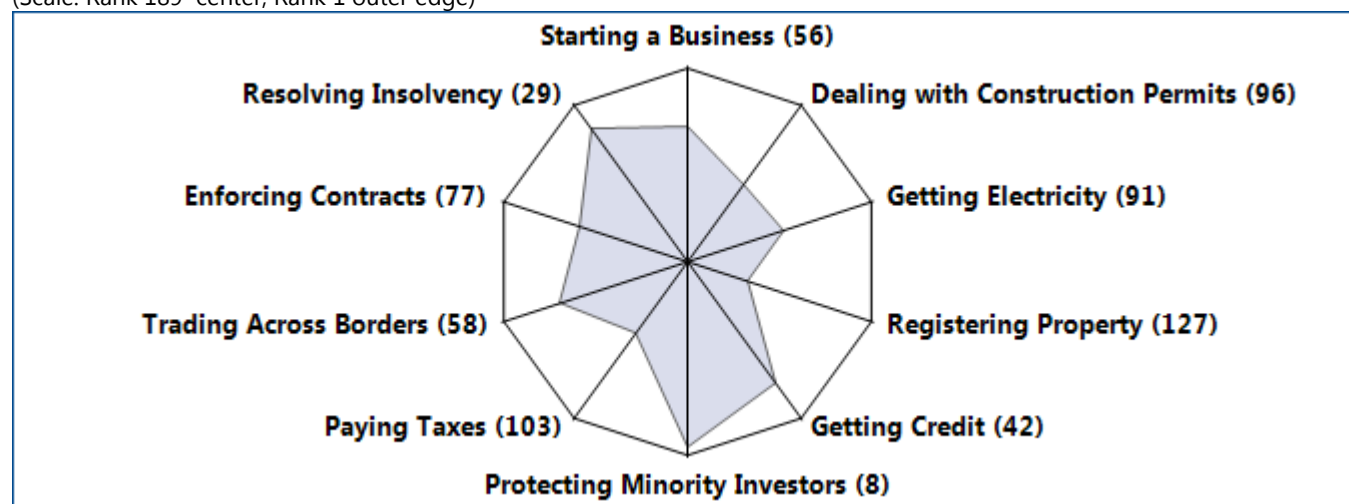 (Scale: Rank 189 center, Rank 1 outer edge)
Starting a Business (56)
Resolving Insolvency (29)
Dealing with Construction Permits (96)
Enforcing Contracts (77)
Getting Electricity (91)
Trading Across Borders (58)
Registering Property (127)
Paying Taxes (103)
Getting Credit (42)
Protecting Minority Investors (8)